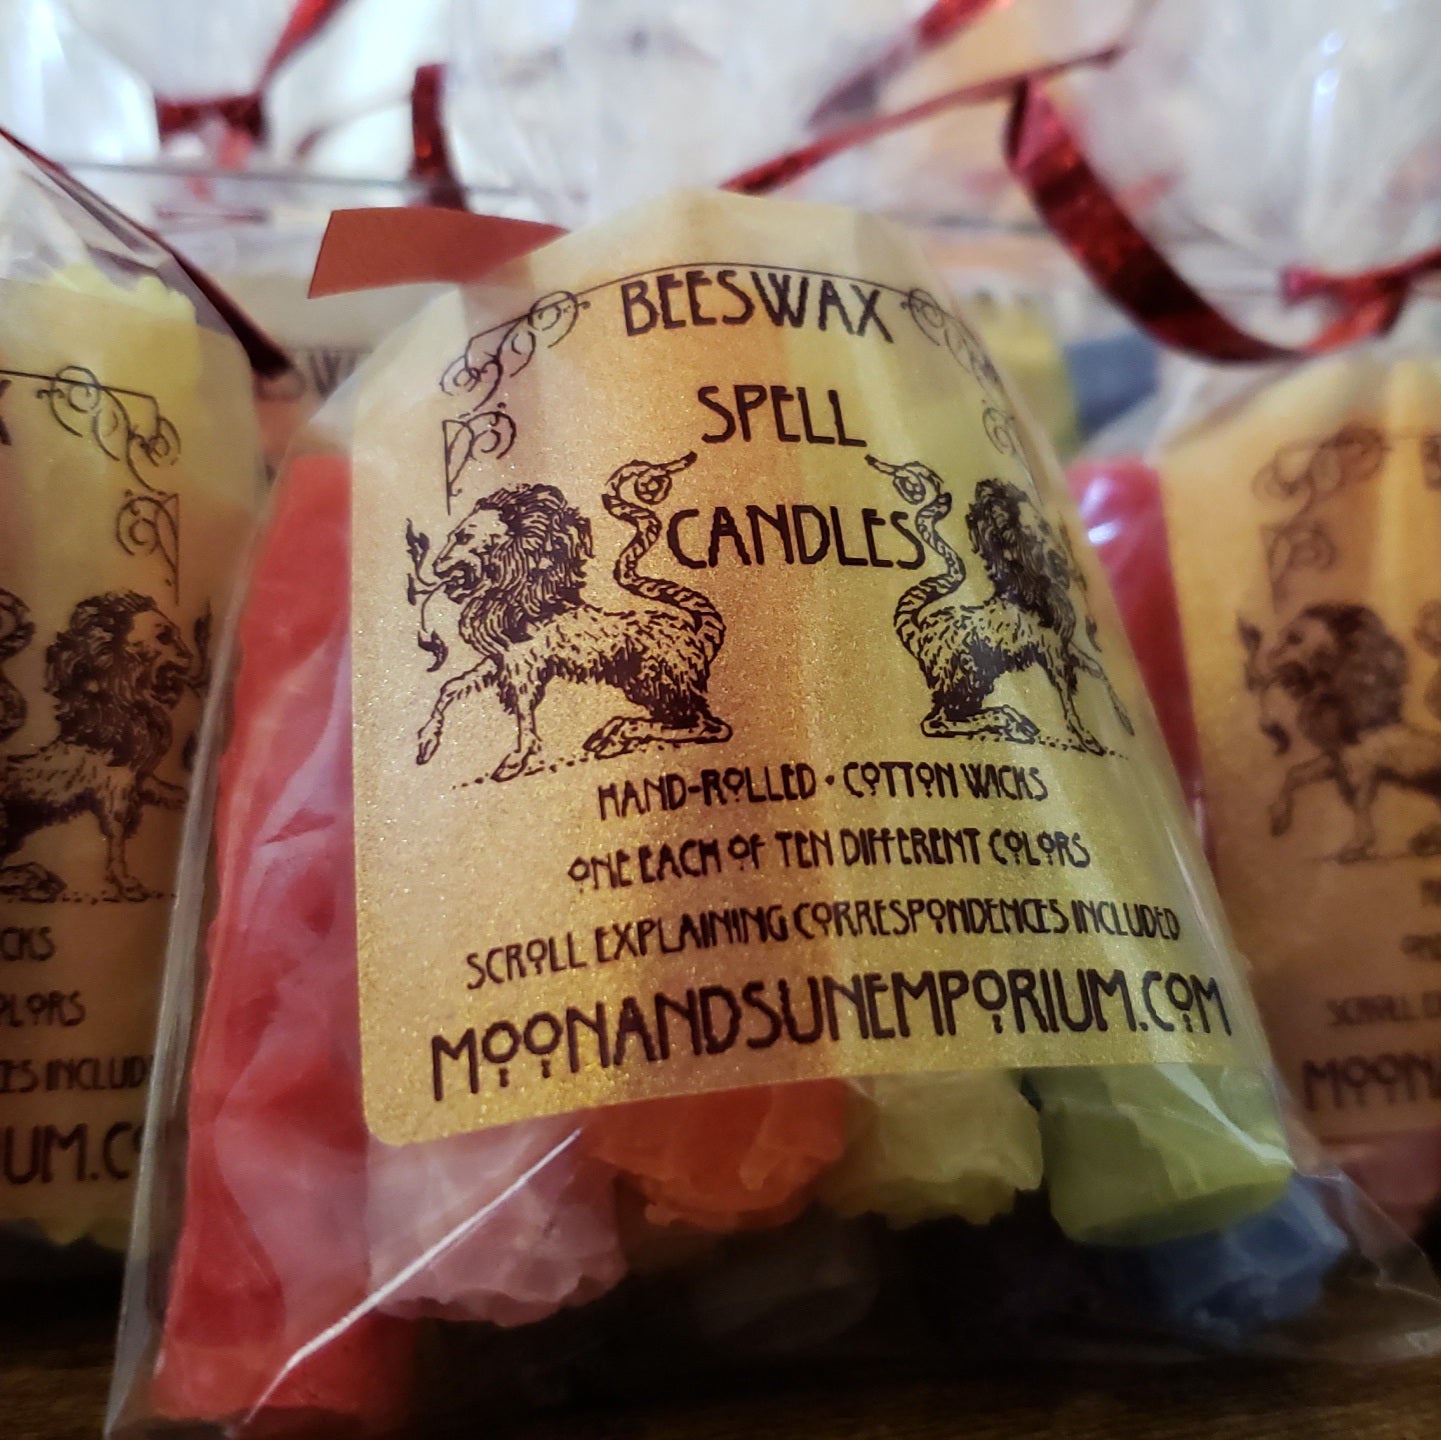 BEESWAX
SPELL
CANDLES
HAND-ROLLED • COTTON WICKS
ONE EACH OF TEN DIFFERENT COLORS
SCROLL EXPLAINING CORRESPONDENCES INCLUDED
MOONANDSUNEMPORIUM.COM